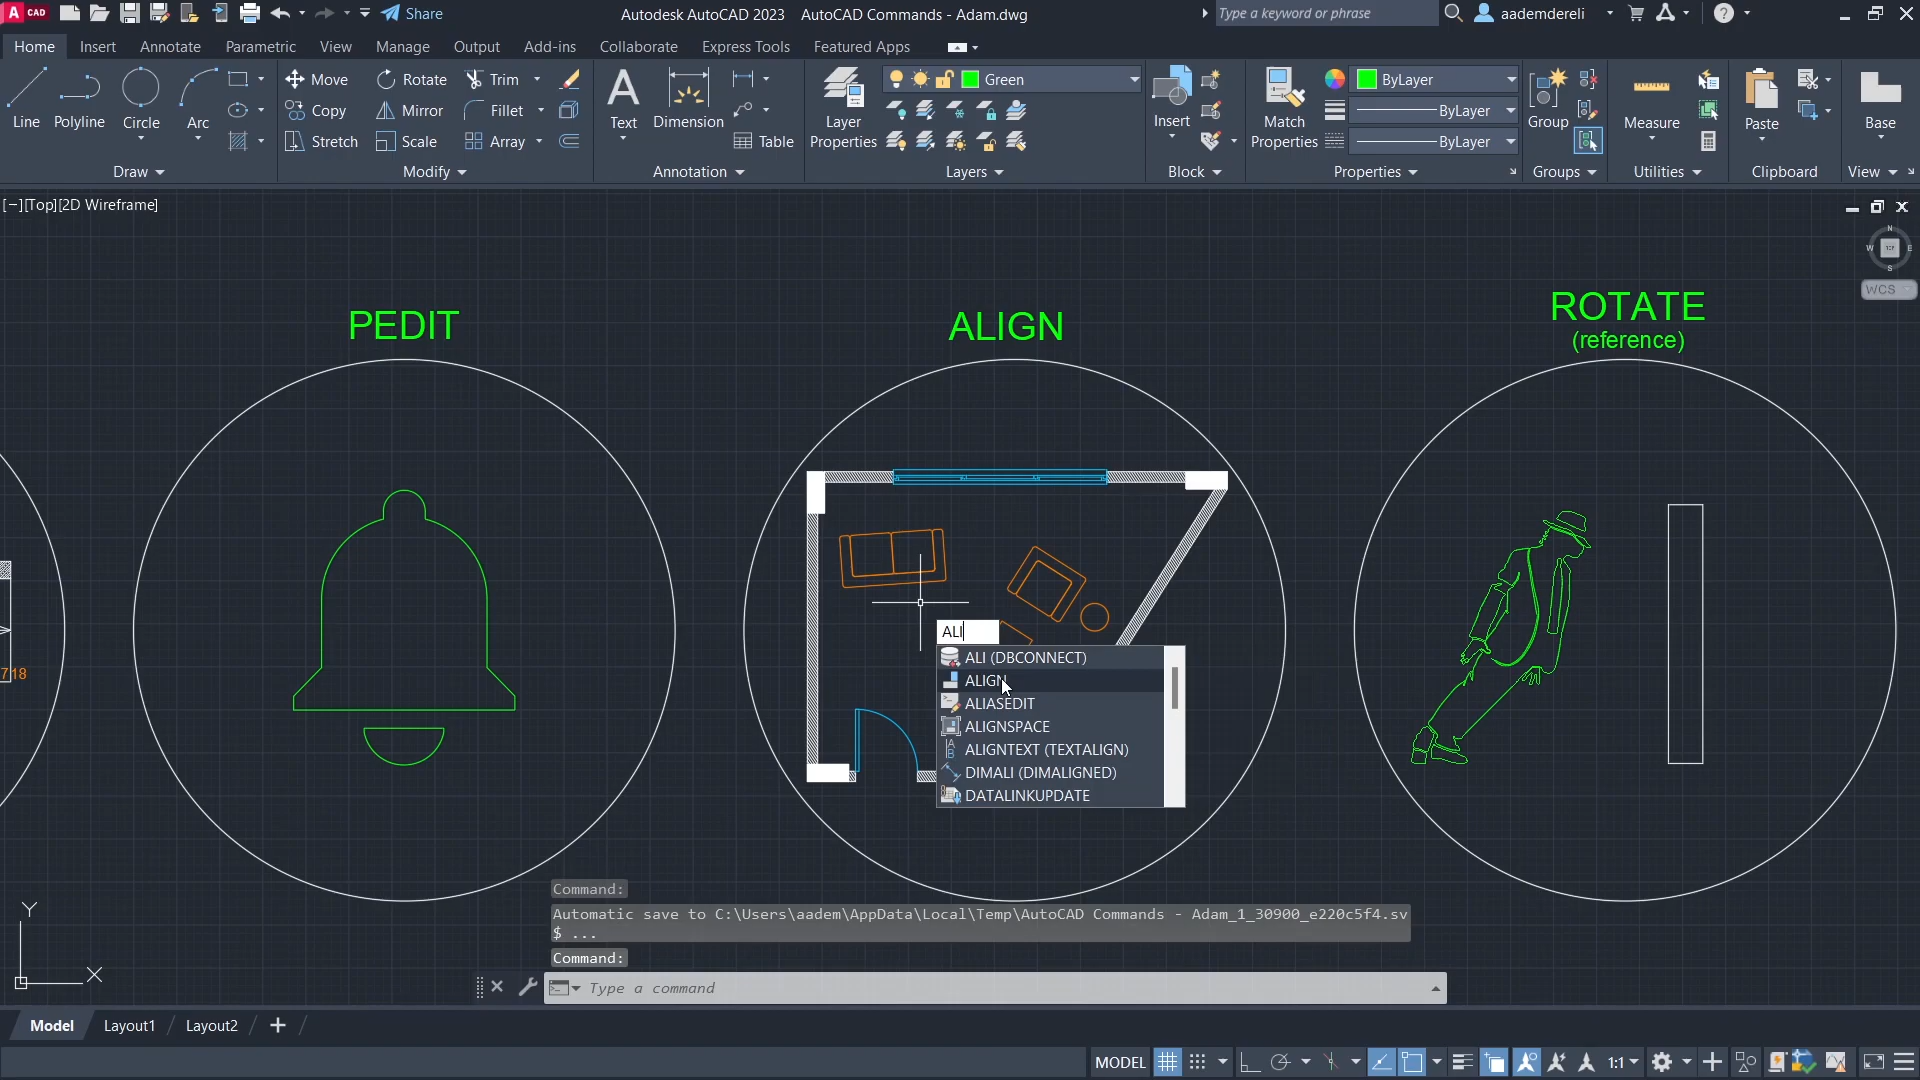 CAD
Share
Autodesk AutoCAD 2023 AutoCAD Commands - Adam.dwg
Type a keyword or phrase
aademdereli
Home Insert Annotate Parametric View Manage Output Add-ins Collaborate Express Tools Featured Apps
Line
Polyline
Circle
Arc
Draw
Move Rotate Trim
Copy Mirror Fillet
Stretch Scale Array
Modify
Text
Dimension
Table
Annotation
Layer
Properties
Green
Layers
Insert
Block
Match
Properties
ByLayer
ByLayer
ByLayer
Properties
Group
Groups
Measure
Utilities
Paste
Clipboard
Base
View
[−][Top][2D Wireframe]
N
W TOP E
S
WCS
PEDIT
ALIGN
ROTATE
(reference)
718
ALI
ALI (DBCONNECT)
ALIGN
ALIASEDIT
ALIGNSPACE
ALIGNTEXT (TEXTALIGN)
DIMALI (DIMALIGNED)
DATALINKUPDATE
Y
X
Command:
Automatic save to C:\Users\aadem\AppData\Local\Temp\AutoCAD Commands - Adam_1_30900_e220c5f4.sv
$ ...
Command:
Type a command
Model Layout1 Layout2 +
MODEL
1:1